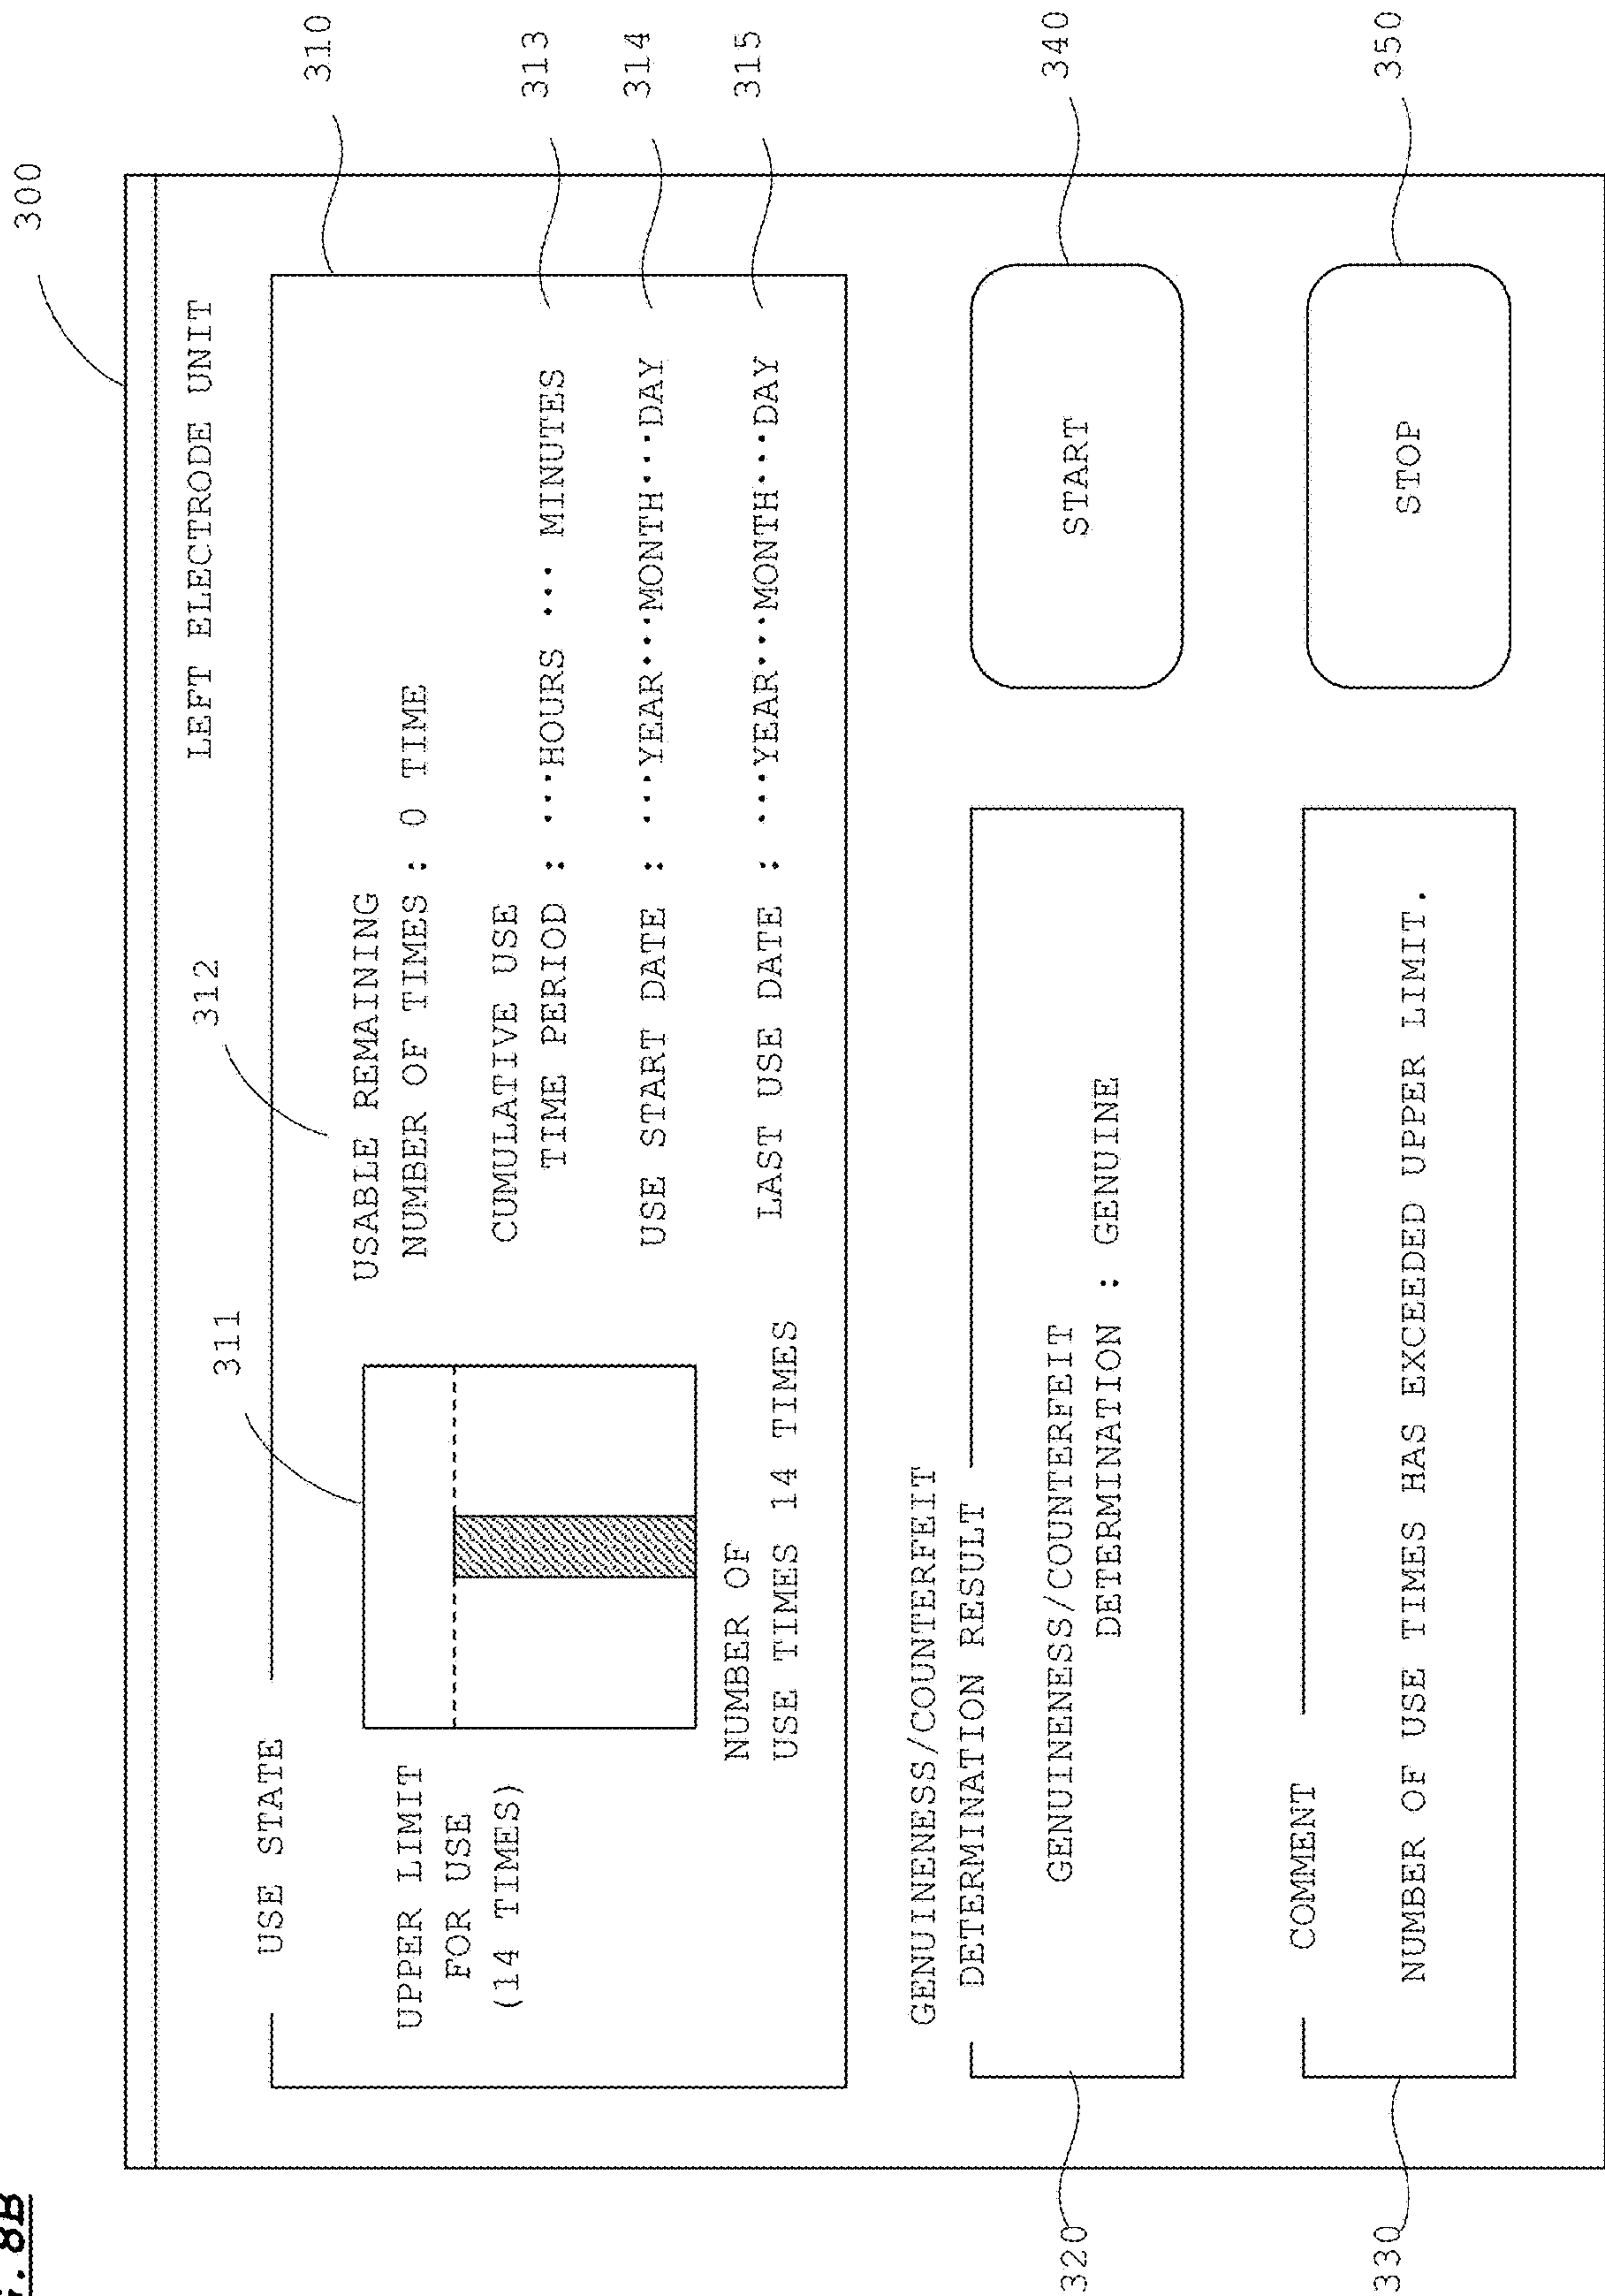 . 8B
300
LEFT ELECTRODE UNIT
310
USE STATE
311
312
UPPER LIMIT
FOR USE
(14 TIMES)
NUMBER OF
USE TIMES 14 TIMES
USABLE REMAINING
NUMBER OF TIMES : 0 TIME
CUMULATIVE USE
TIME PERIOD : ···HOURS ··· MINUTES
313
USE START DATE : ···YEAR···MONTH···DAY
314
LAST USE DATE : ···YEAR···MONTH···DAY
315
GENUINENESS/COUNTERFEIT
DETERMINATION RESULT
GENUINENESS/COUNTERFEIT
DETERMINATION : GENUINE
320
START
340
COMMENT
NUMBER OF USE TIMES HAS EXCEEDED UPPER LIMIT.
330
STOP
350